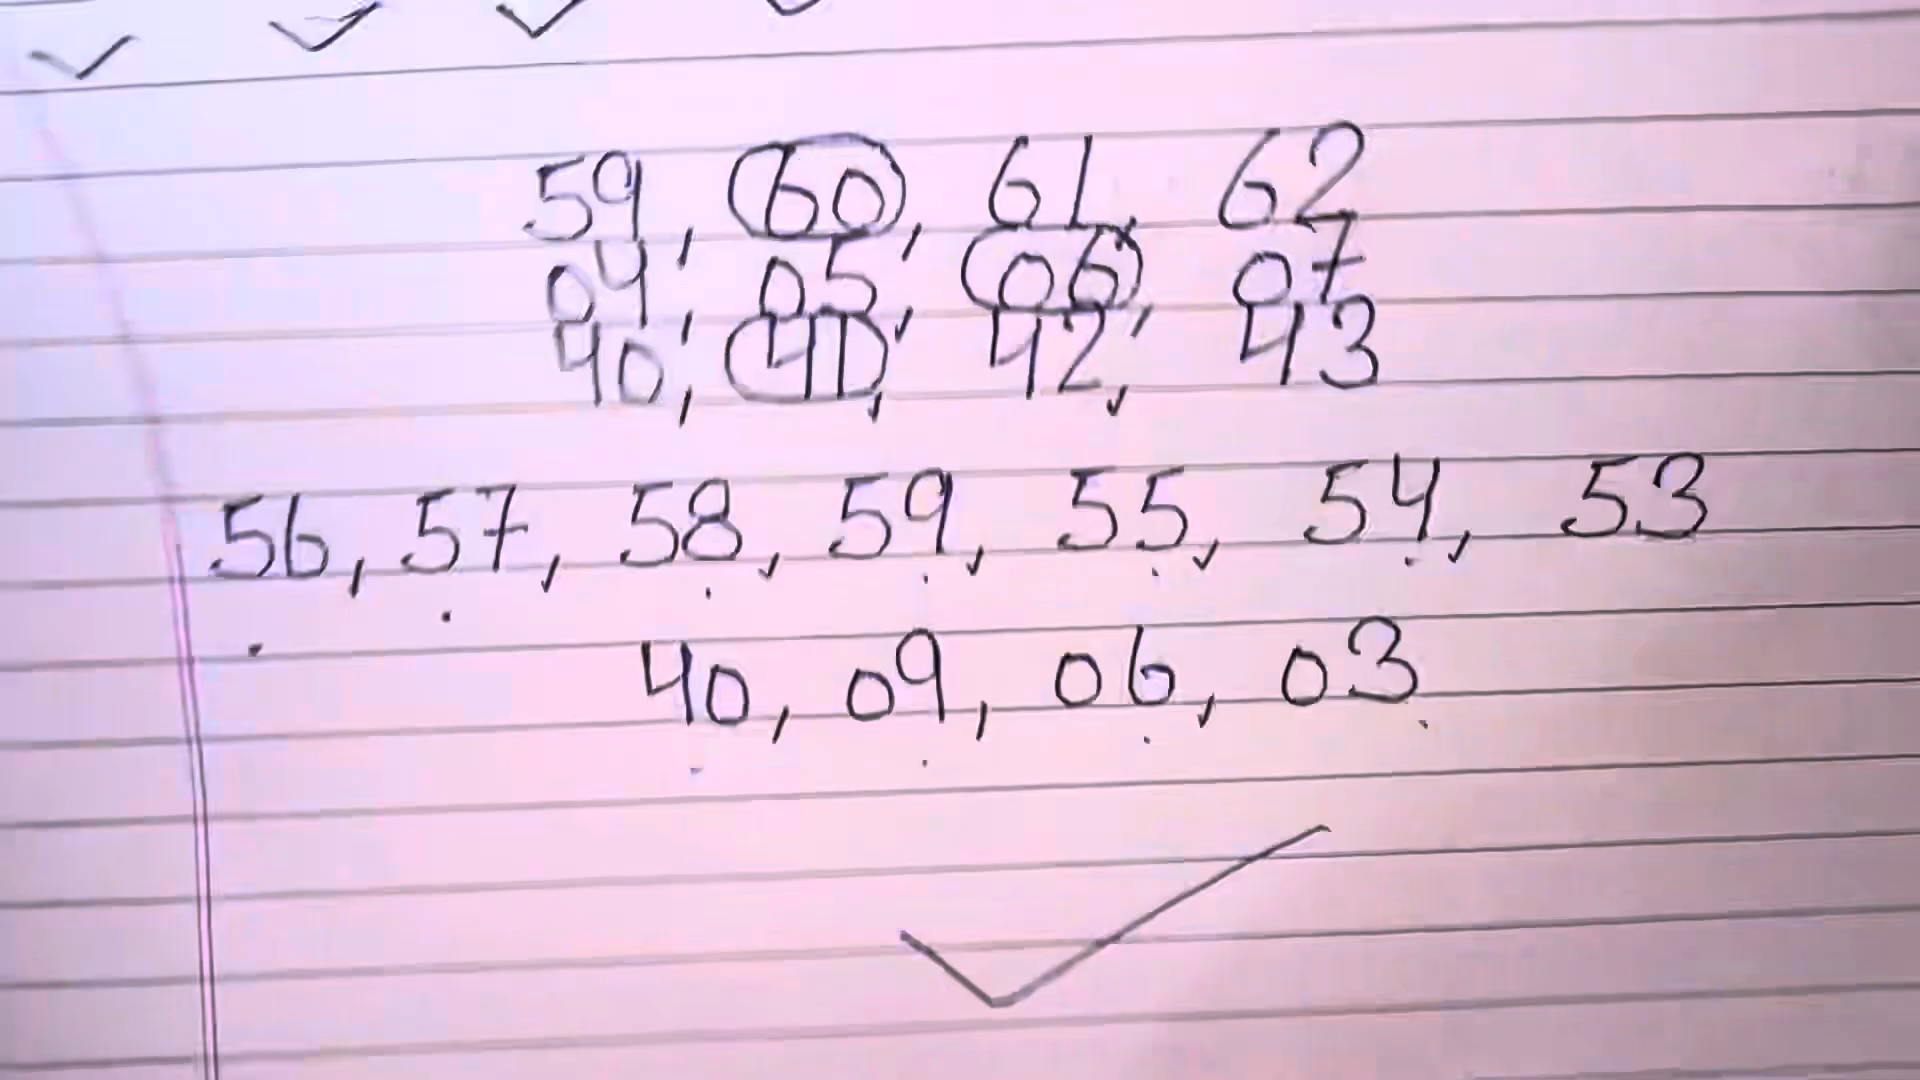 59, 60, 61, 62
04, 05, 06, 07
40, 41, 42, 43
56, 57, 58, 59, 55, 54, 53
40, 09, 06, 03